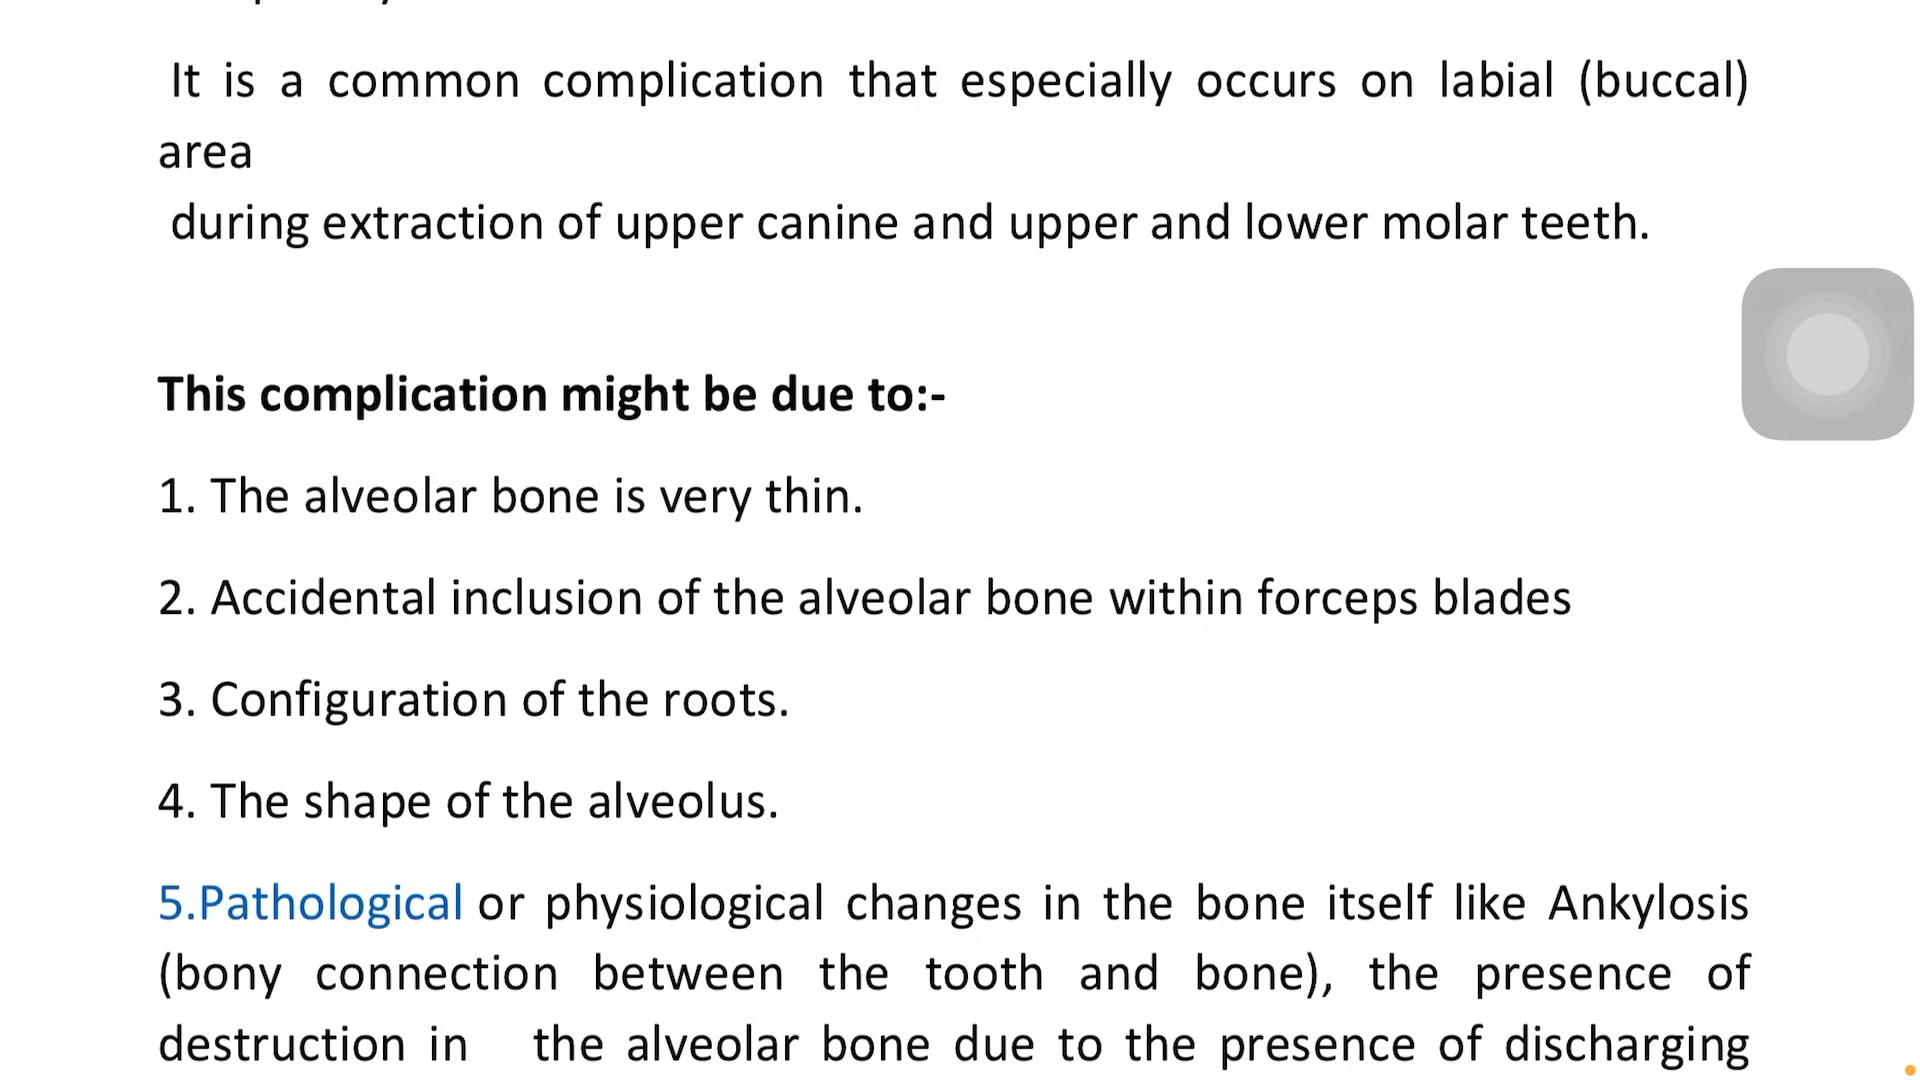 It is a common complication that especially occurs on labial (buccal)
area
during extraction of upper canine and upper and lower molar teeth.
This complication might be due to:-
1. The alveolar bone is very thin.
2. Accidental inclusion of the alveolar bone within forceps blades
3. Configuration of the roots.
4. The shape of the alveolus.
5.Pathological or physiological changes in the bone itself like Ankylosis
(bony connection between the tooth and bone), the presence of
destruction in the alveolar bone due to the presence of discharging